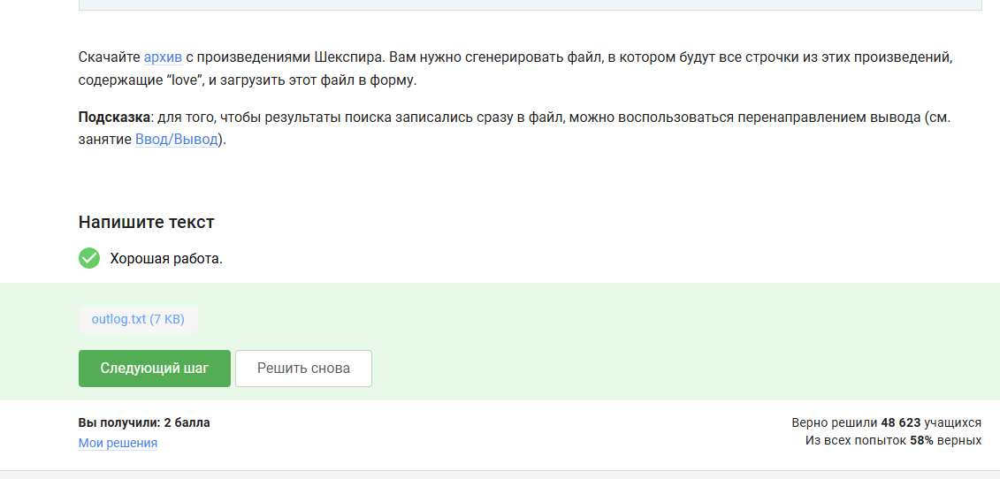 Скачайте архив с произведениями Шекспира. Вам нужно сгенерировать файл, в котором будут все строчки из этих произведений,
содержащие “love”, и загрузить этот файл в форму.
Подсказка: для того, чтобы результаты поиска записались сразу в файл, можно воспользоваться перенаправлением вывода (см.
занятие Ввод/Вывод).
Напишите текст
Хорошая работа.
outlog.txt (7 KB)
Следующий шаг
Решить снова
Вы получили: 2 балла
Верно решили 48 623 учащихся
Мои решения
Из всех попыток 58% верных